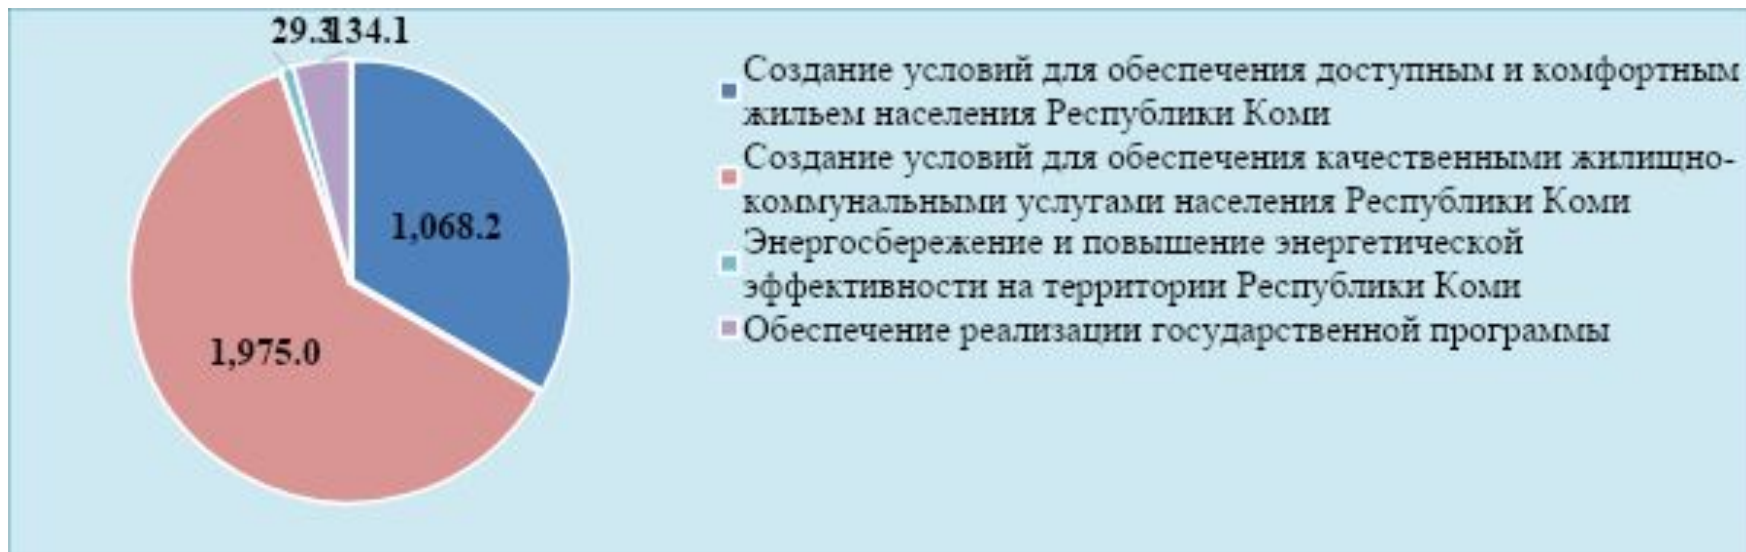 29.3
134.1
1,068.2
1,975.0
Создание условий для обеспечения доступным и комфортным
жильем населения Республики Коми
Создание условий для обеспечения качественными жилищно-
коммунальными услугами населения Республики Коми
Энергосбережение и повышение энергетической
эффективности на территории Республики Коми
Обеспечение реализации государственной программы